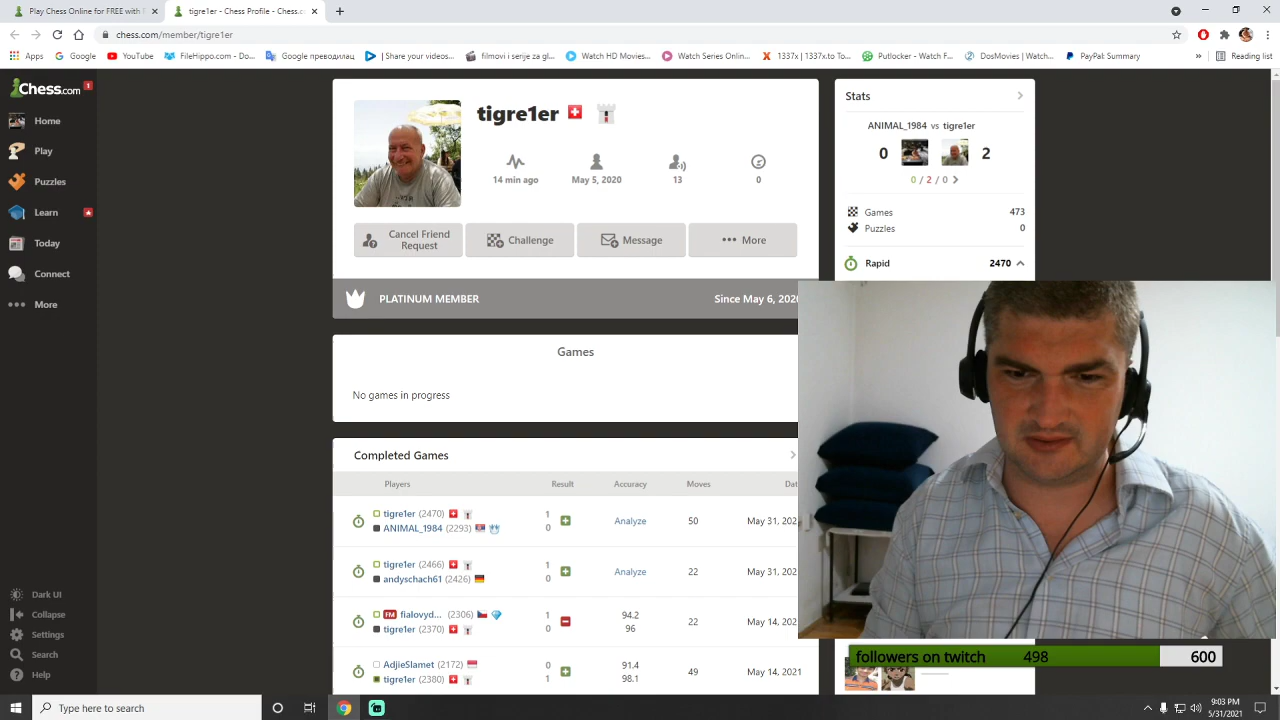 Play Chess Online for FREE with F
tigre1er - Chess.com
chess.com/member/tigre1er
Apps
Google
YouTube
FileHippo.com - Do...
Google преводилац
Share your videos...
filmovi i serije za gl...
Watch HD Movies...
Watch Series Onlin...
1337x.to To...
Putlocker - Watch F...
DosMovies | Watch...
PayPal: Summary
»
Reading list
Chess.com
1
Home
Play
Puzzles
Learn
Today
Connect
More
Dark UI
Collapse
Settings
Search
Help
tigre1er
14 min ago
May 5, 2020
13
0
Cancel Friend
Request
Challenge
Message
More
PLATINUM MEMBER
Since May 6, 202
Games
No games in progress
Completed Games
Players Result Accuracy Moves Dat
tigre1er (2470) 1
ANIMAL_1984 (2293) 0
Analyze 50 May 31, 202
tigre1er (2466) 1
andyschach61 (2426) 0
Analyze 22 May 31, 202
FM fialovyd... (2306) 1 94.2
tigre1er (2370) 0 96
22 May 14, 202
AdjieSlamet (2172) 0 91.4
tigre1er (2380) 1 98.1
49 May 14, 2021
Stats
ANIMAL_1984 vs tigre1er
0 2
0 / 2 / 0
Games 473
Puzzles 0
Rapid 2470
followers on twitch 498 600
Type here to search
9:03 PM
5/31/2021